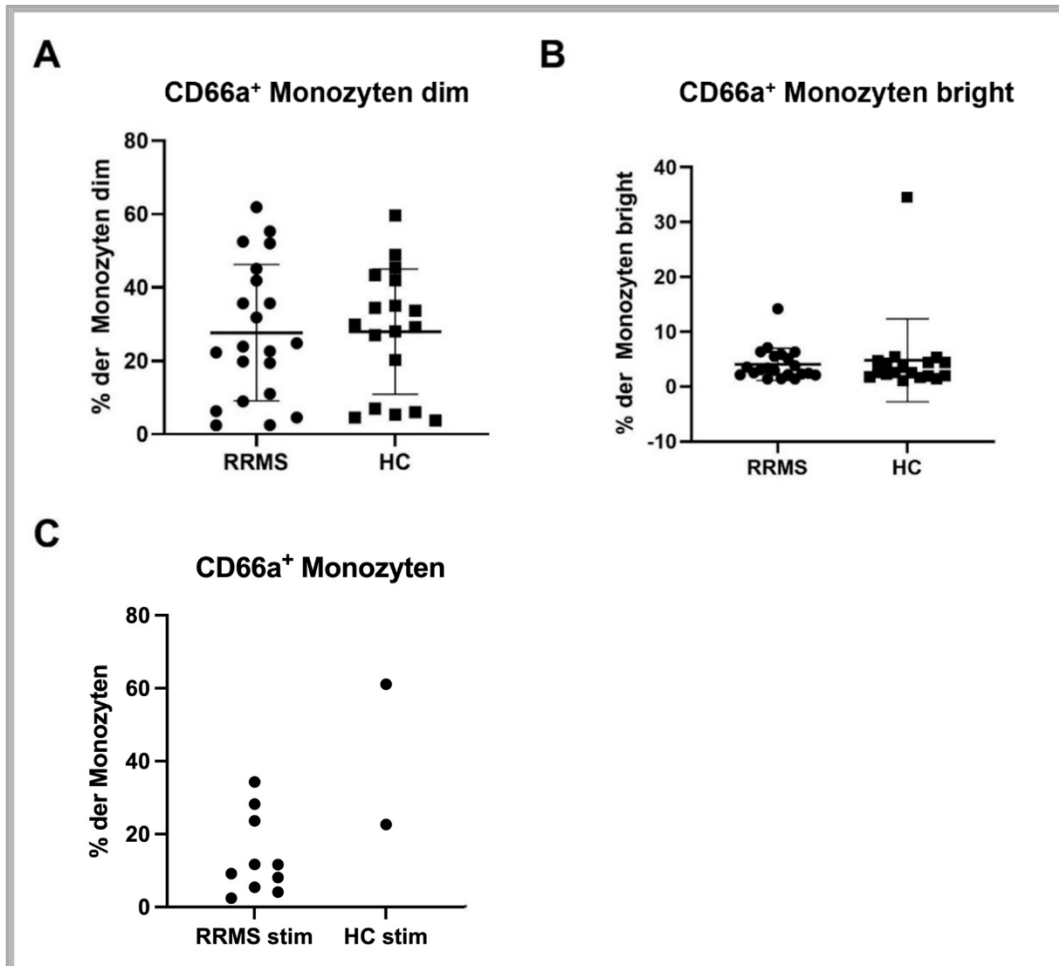 A
CD66a⁺ Monozyten dim
% der Monozyten dim
80
60
40
20
0
RRMS
HC
B
CD66a⁺ Monozyten bright
% der Monozyten bright
40
30
20
10
0
-10
RRMS
HC
C
CD66a⁺ Monozyten
% der Monozyten
80
60
40
20
0
RRMS stim
HC stim